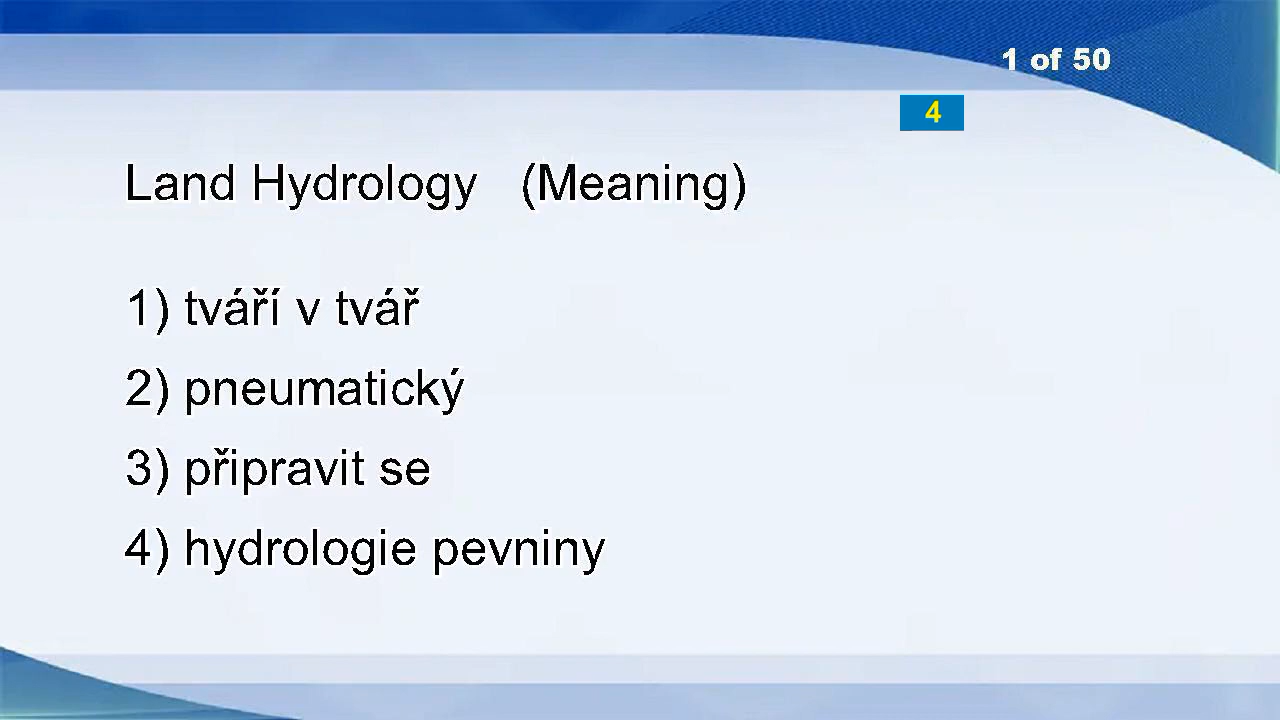 1 of 50
4
Land Hydrology (Meaning)
1) tváří v tvář
2) pneumatický
3) připravit se
4) hydrologie pevniny